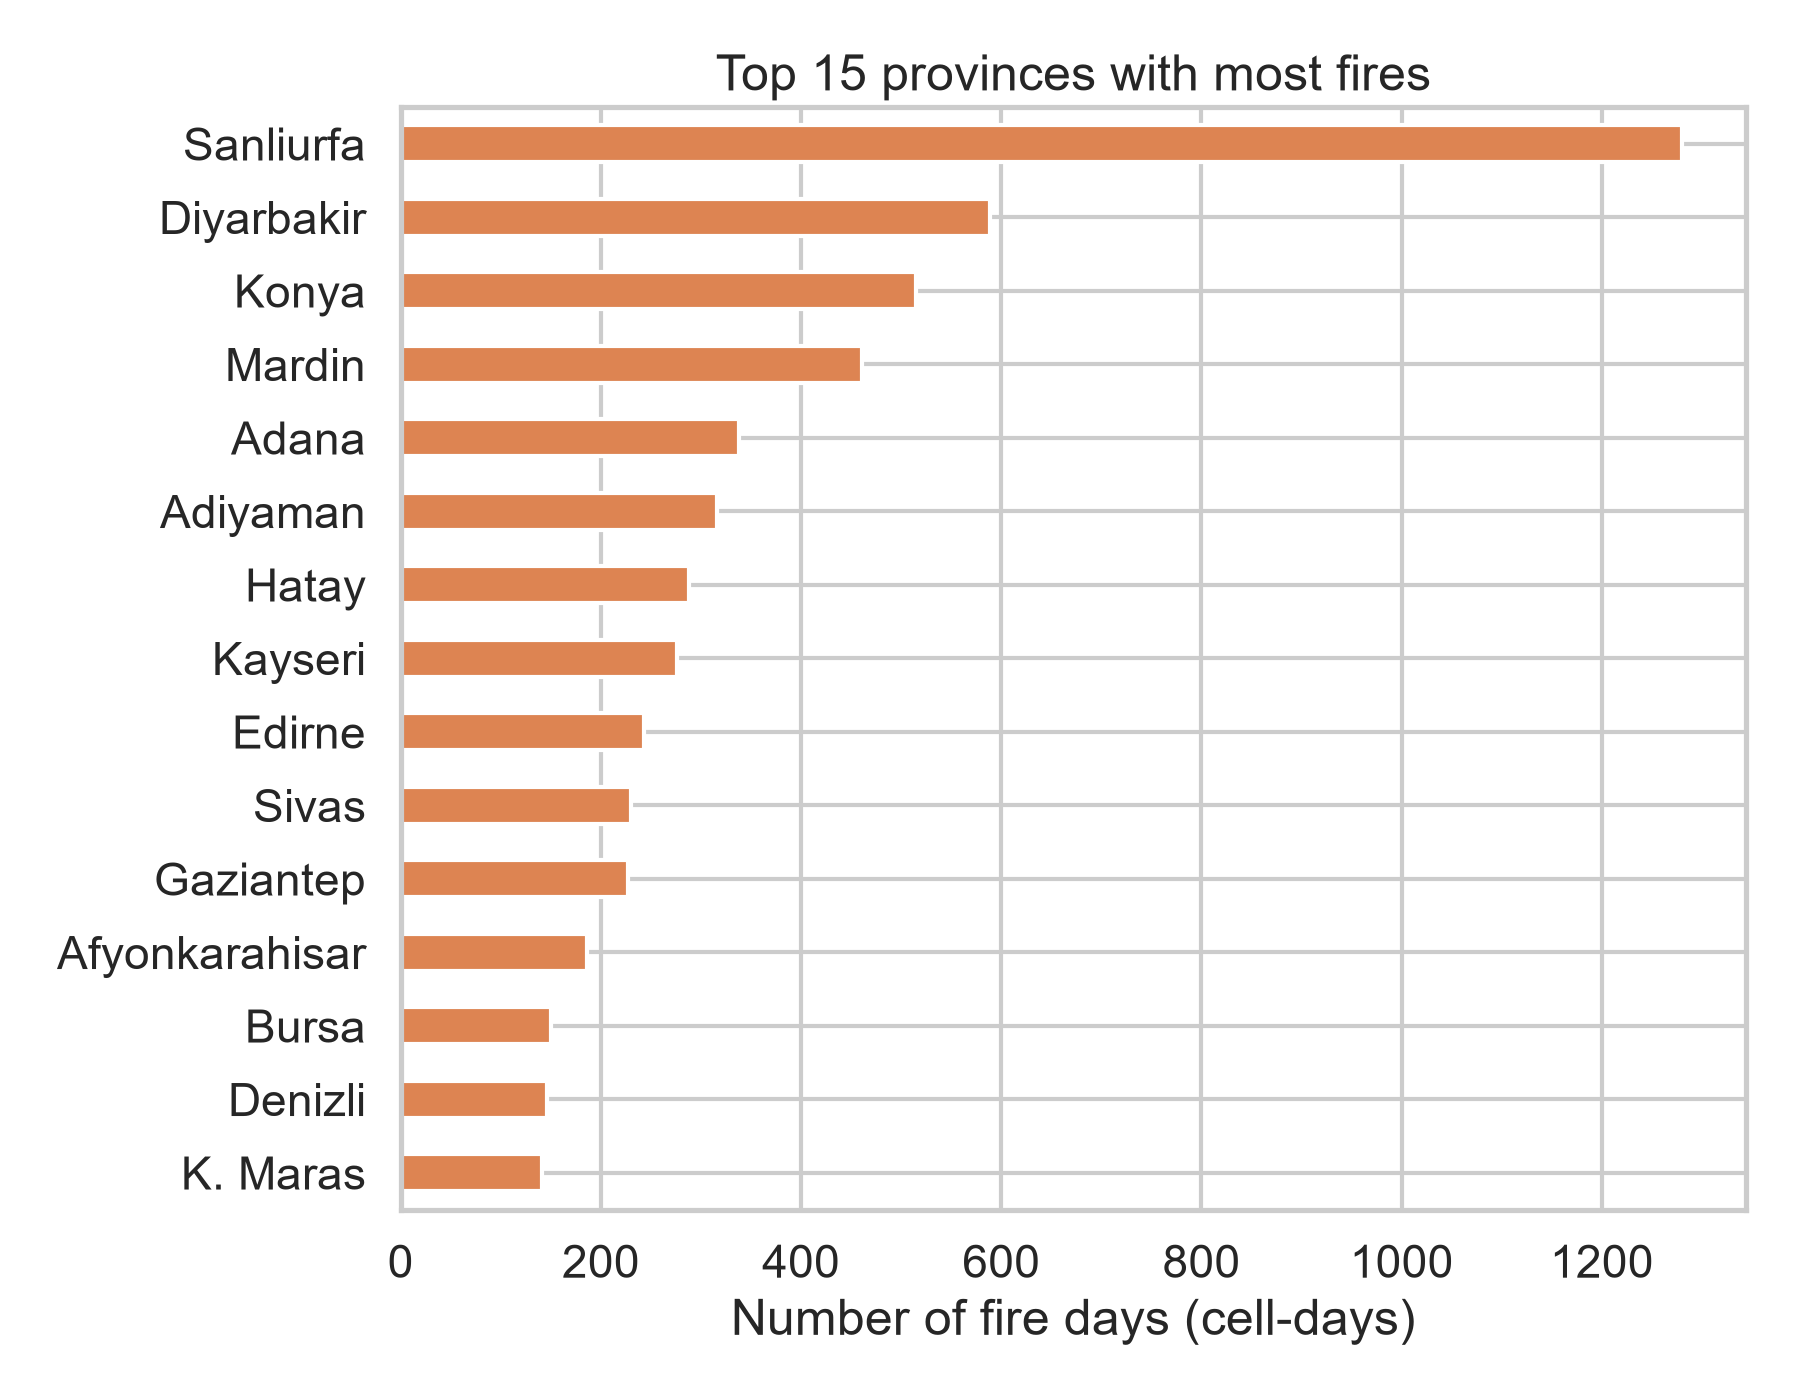 Top 15 provinces with most fires
Sanliurfa
Diyarbakir
Konya
Mardin
Adana
Adiyaman
Hatay
Kayseri
Edirne
Sivas
Gaziantep
Afyonkarahisar
Bursa
Denizli
K. Maras
0 200 400 600 800 1000 1200
Number of fire days (cell-days)